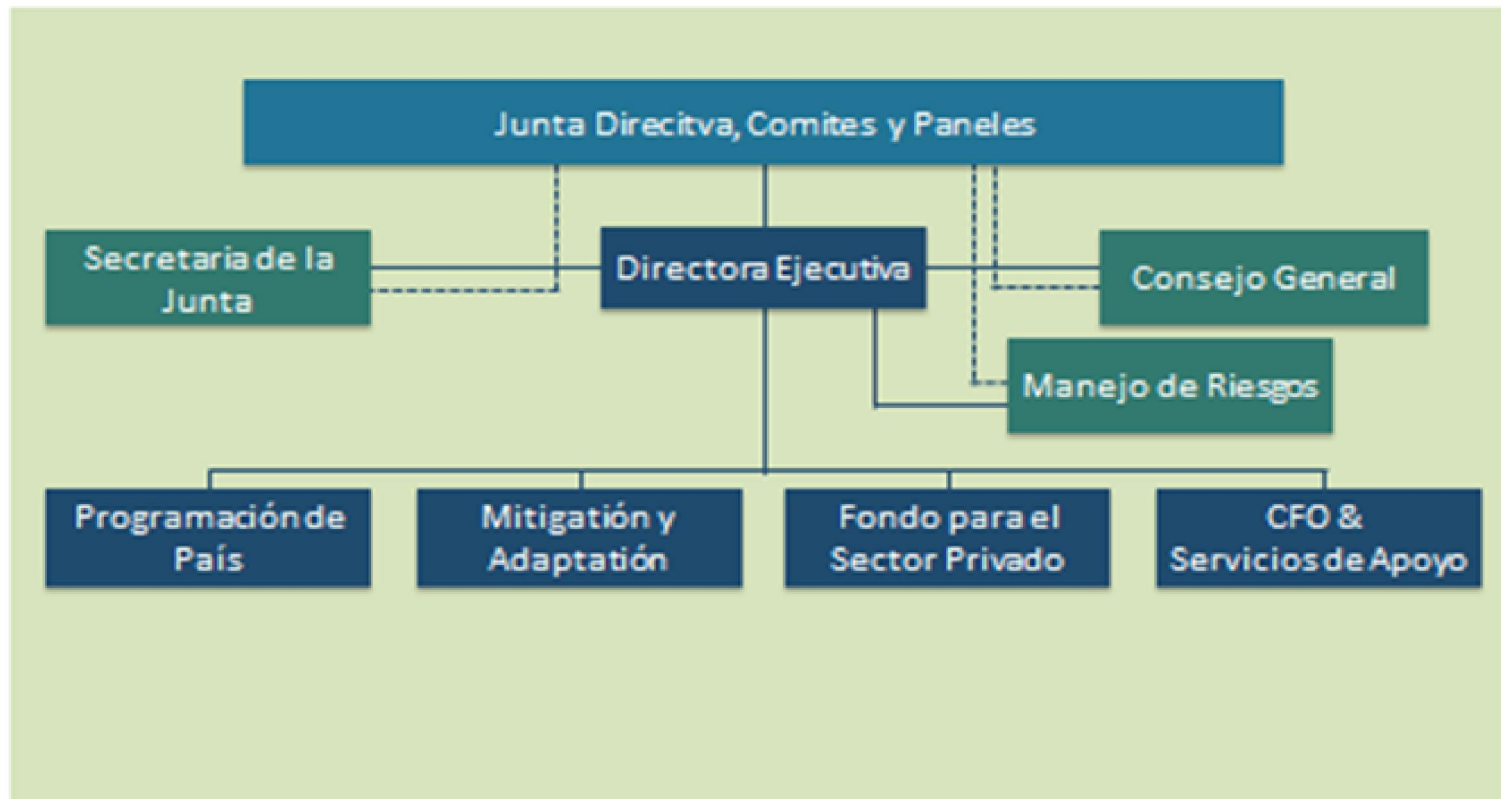 Junta Direcitva, Comites y Paneles
Secretaria de la
Junta
Directora Ejecutiva
Consejo General
Manejo de Riesgos
Programación de
País
Mitigatión y
Adaptatión
Fondo para el
Sector Privado
CFO &
Servicios de Apoyo